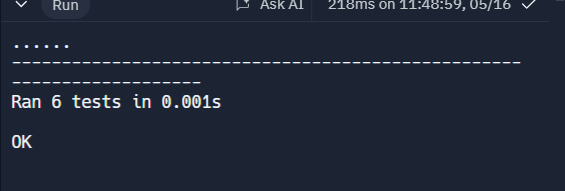 Run Ask AI 218ms on 11:48:59, 05/16
......
---------------------------------------------------
-------------------
Ran 6 tests in 0.001s
OK